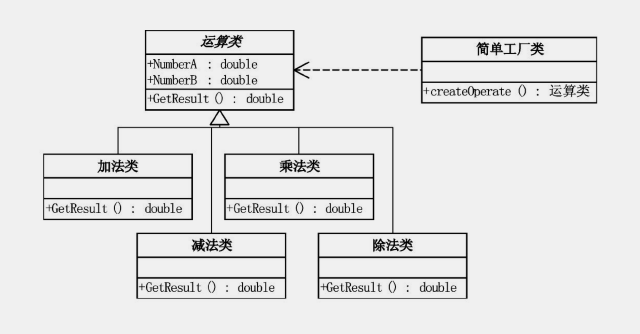 运算类
+NumberA : double
+NumberB : double
+GetResult () : double
简单工厂类
+createOperate () : 运算类
加法类
+GetResult () : double
乘法类
+GetResult () : double
减法类
+GetResult () : double
除法类
+GetResult () : double